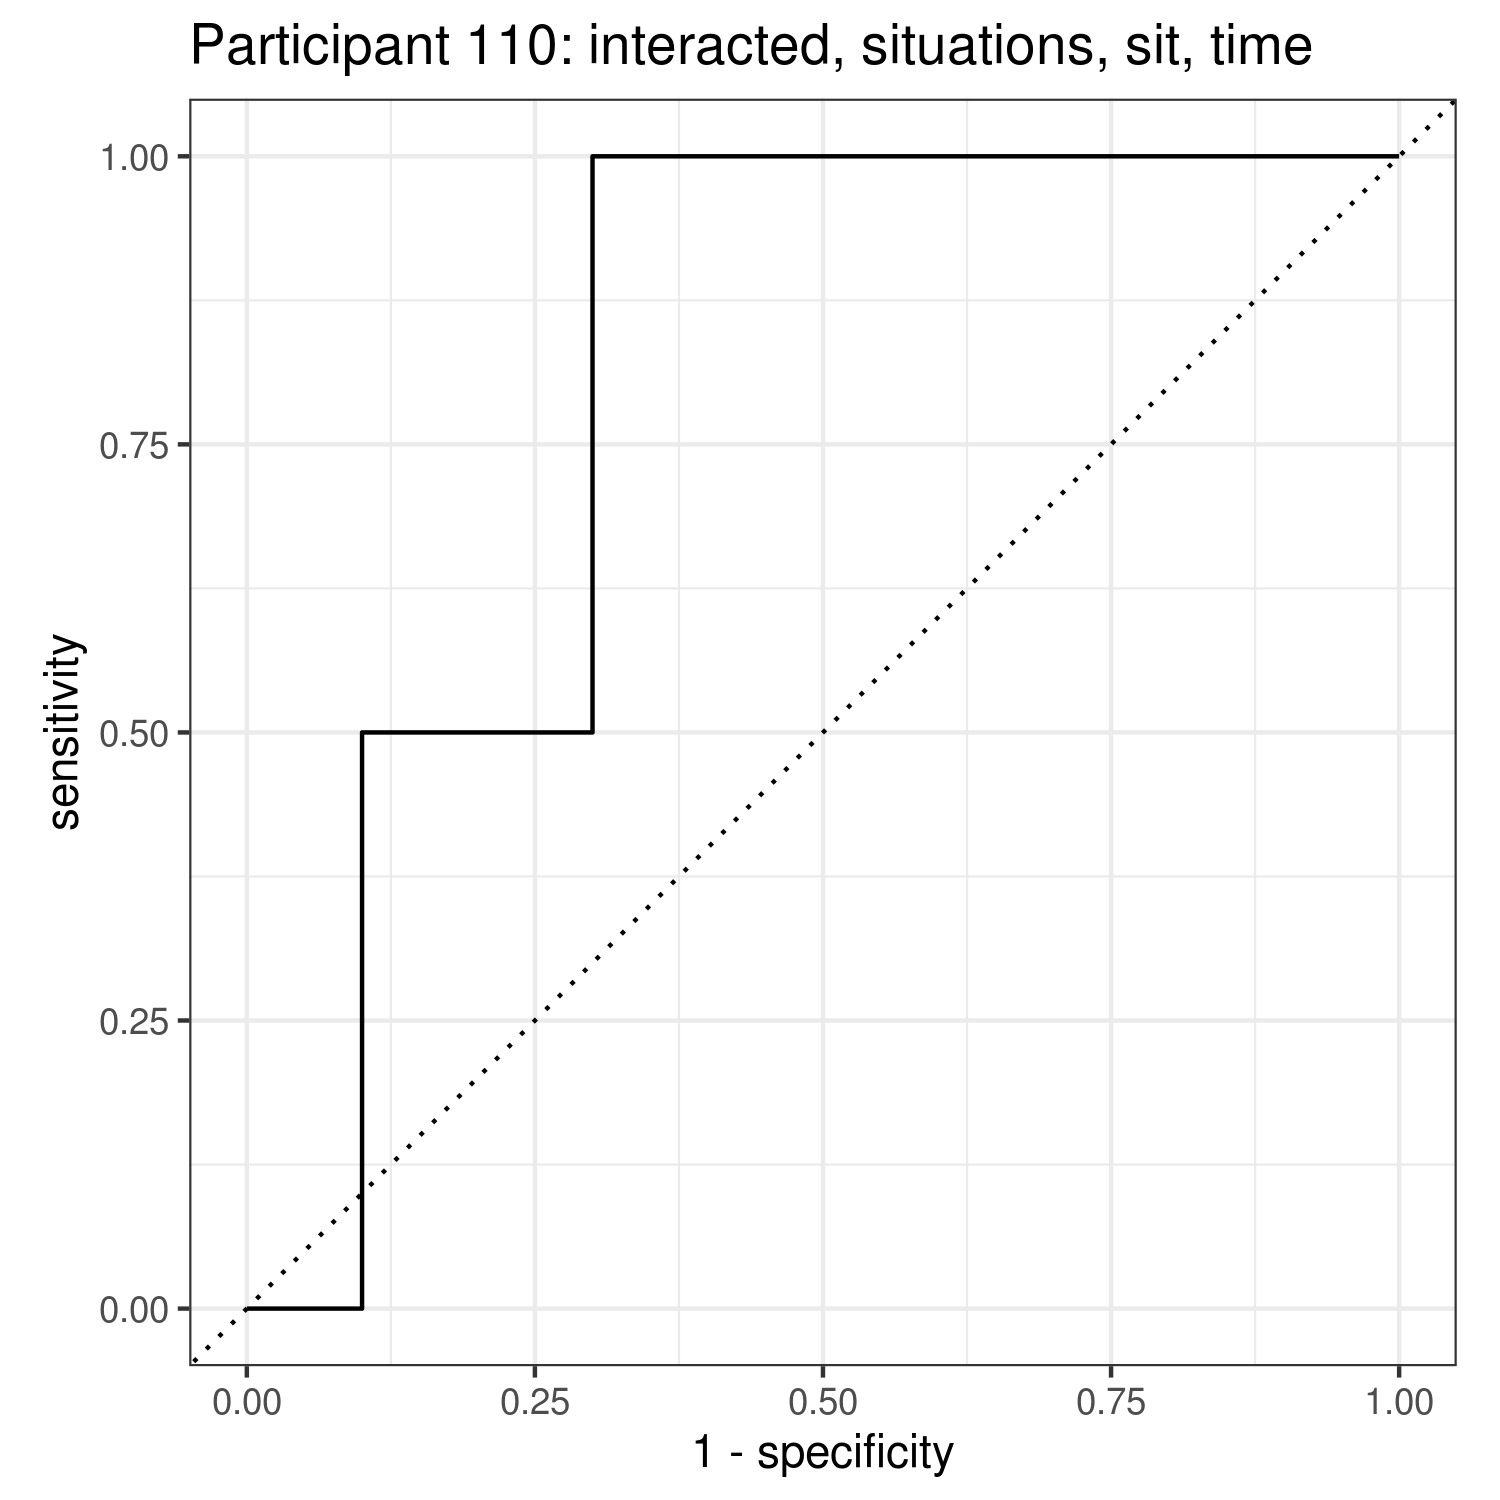 Participant 110: interacted, situations, sit, time
1.00
0.75
0.50
0.25
0.00
sensitivity
0.00 0.25 0.50 0.75 1.00
1 - specificity